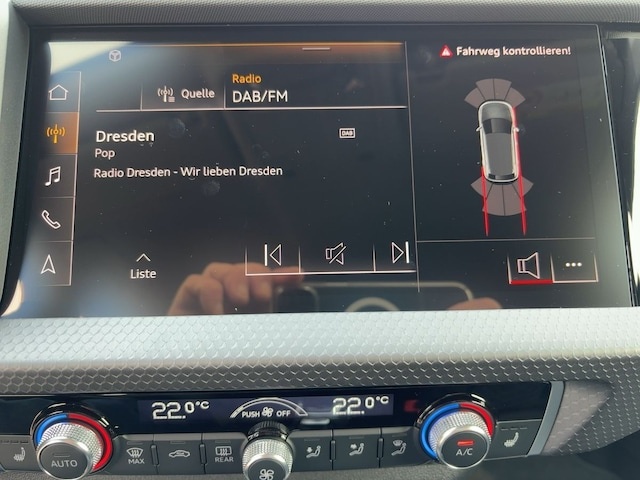 Fahrweg kontrollieren!
Quelle
Radio
DAB/FM
Dresden
DAB
Pop
Radio Dresden - Wir lieben Dresden
Liste
22.0°C
PUSH OFF
22.0°C
AUTO
MAX
REAR
A/C